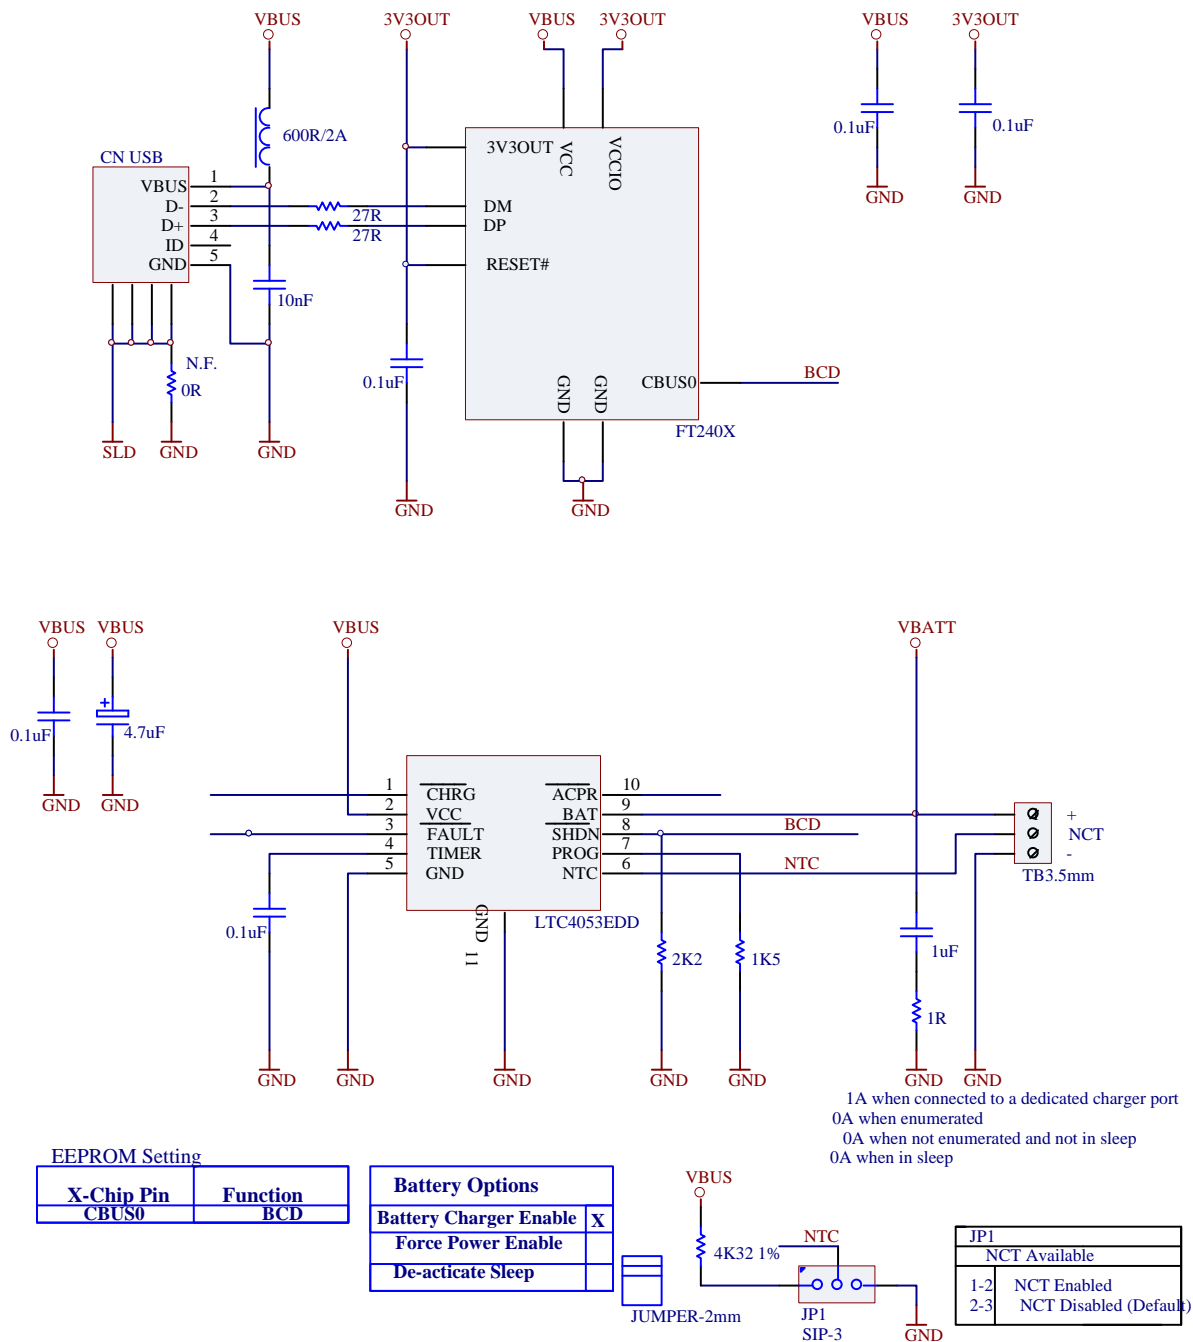 VBUS 3V3OUT VBUS 3V3OUT VBUS 3V3OUT
600R/2A 0.1uF 0.1uF
CN USB
3V3OUT VCC VCCIO
VBUS 1
D- 2 27R DM
D+ 3 27R DP
ID 4
GND 5 RESET#
GND GND
10nF
N.F.
0R 0.1uF GND GND CBUS0 BCD
FT240X
SLD GND GND
GND GND
VBUS VBUS VBUS VBATT
0.1uF + 4.7uF
GND GND
1 CHRG ACPR 10
2 VCC BAT 9 +
3 FAULT SHDN 8 BCD NCT
4 TIMER PROG 7 -
5 GND NTC 6 NTC
TB3.5mm
0.1uF GND 11 LTC4053EDD
2K2 1K5 1uF
1R
GND GND GND GND GND GND GND
1A when connected to a dedicated charger port
0A when enumerated
0A when not enumerated and not in sleep
0A when in sleep
EEPROM Setting
X-Chip Pin Function
CBUS0 BCD
Battery Options
Battery Charger Enable X
Force Power Enable
De-acticate Sleep
JUMPER-2mm
VBUS
4K32 1% NTC
JP1
SIP-3
GND
JP1
NCT Available
1-2 NCT Enabled
2-3 NCT Disabled (Default)